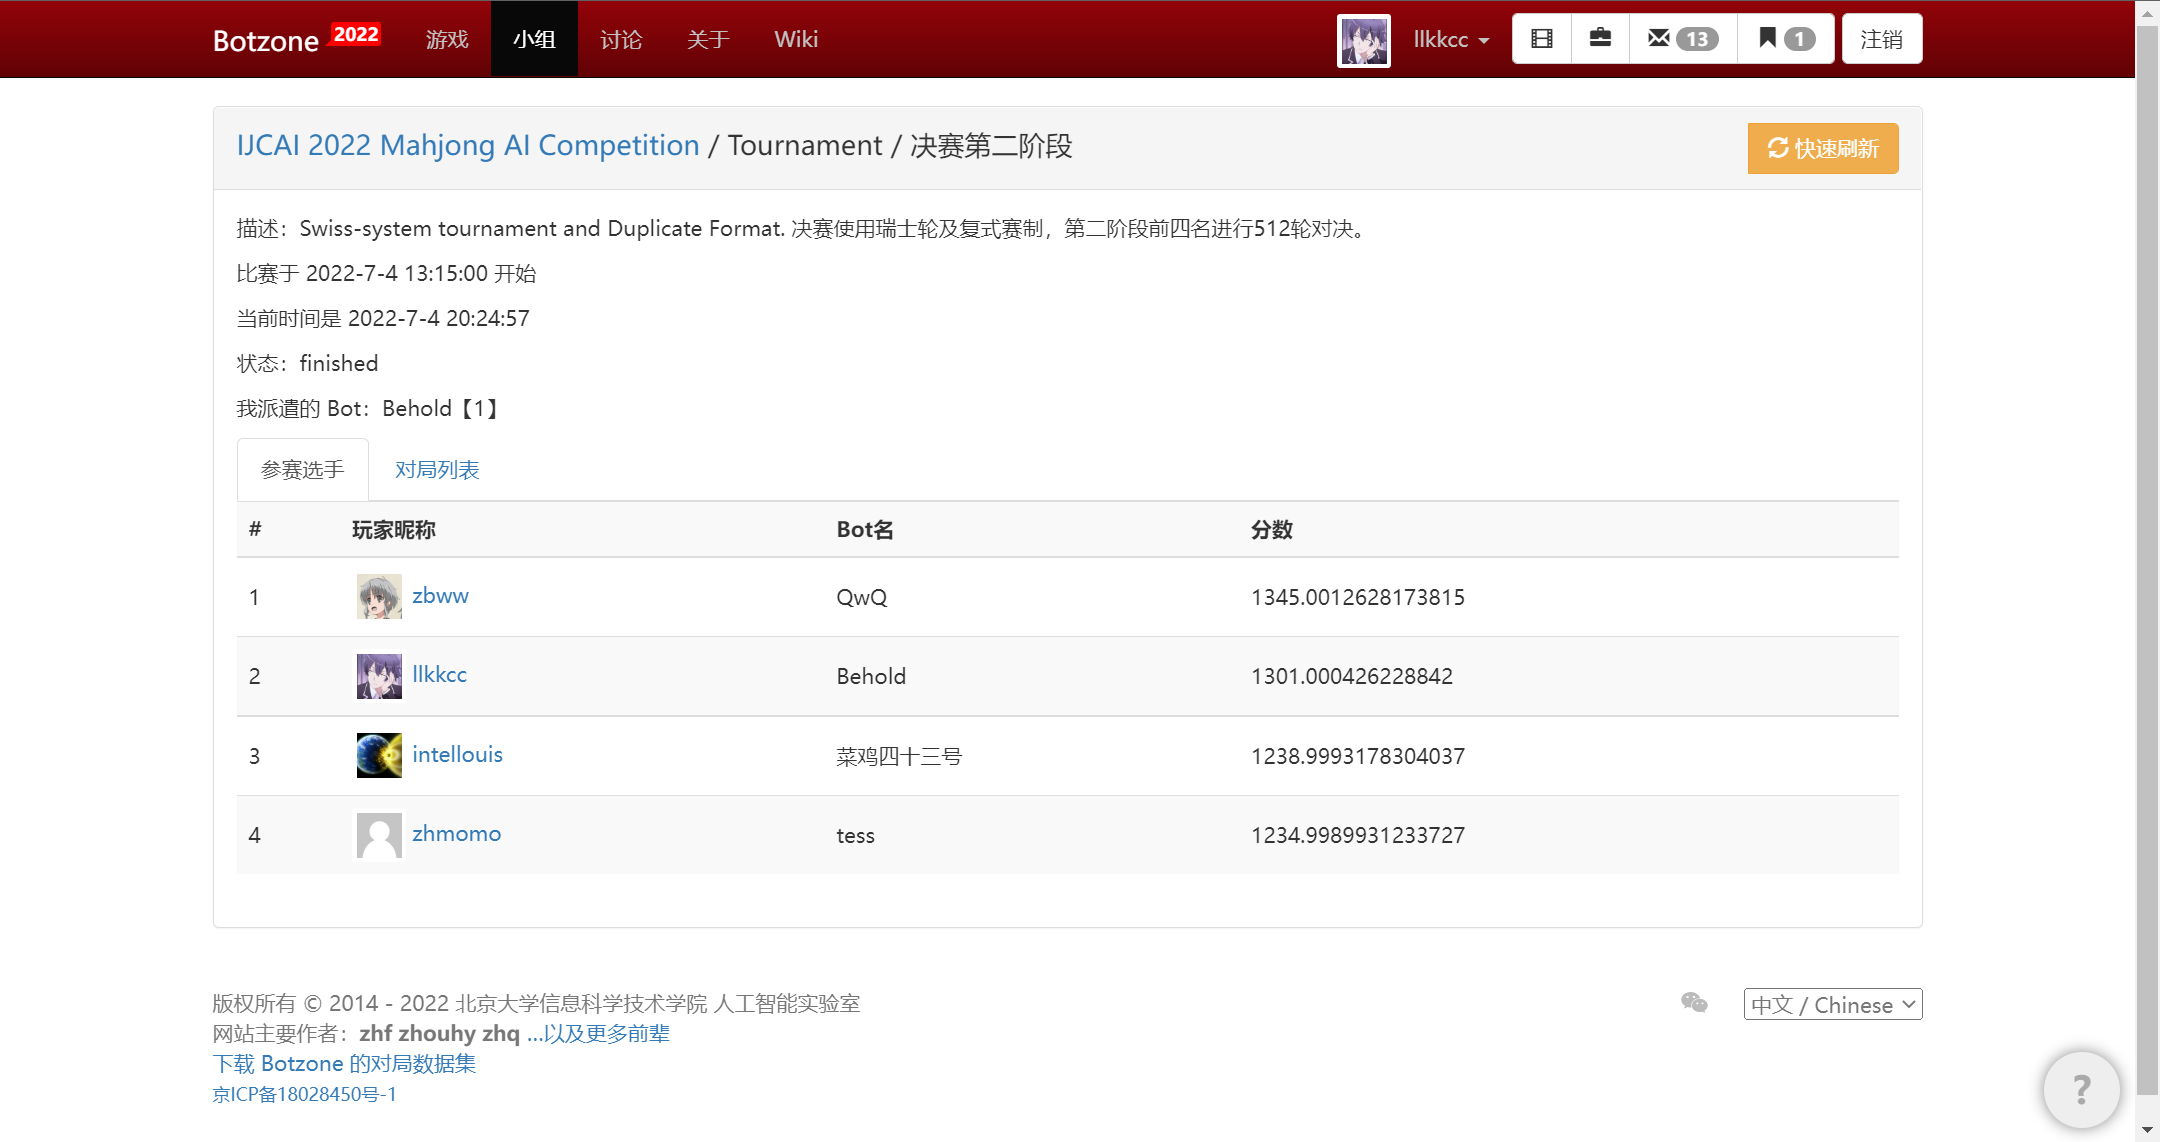 Botzone 2022 游戏 小组 讨论 关于 Wiki llkkcc 13 1 注销
IJCAI 2022 Mahjong AI Competition / Tournament / 决赛第二阶段 快速刷新
描述：Swiss-system tournament and Duplicate Format. 决赛使用瑞士轮及复式赛制，第二阶段前四名进行512轮对决。
比赛于 2022-7-4 13:15:00 开始
当前时间是 2022-7-4 20:24:57
状态：finished
我派遣的 Bot：Behold【1】
参赛选手 对局列表
# 玩家昵称 Bot名 分数
1 zbww QwQ 1345.0012628173815
2 llkkcc Behold 1301.000426228842
3 intellouis 菜鸡四十三号 1238.9993178304037
4 zhmomo tess 1234.9989931233727
版权所有 © 2014 - 2022 北京大学信息科学技术学院 人工智能实验室 中文 / Chinese
网站主要作者：zhf zhouhy zhq ...以及更多前辈
下载 Botzone 的对局数据集
京ICP备18028450号-1
?